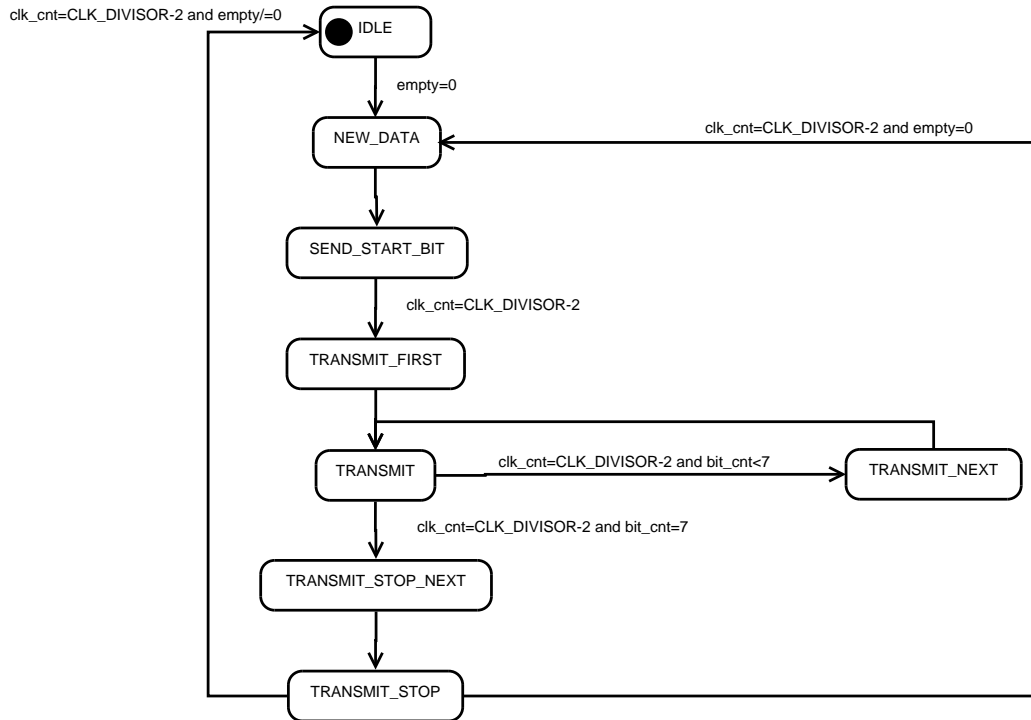 clk_cnt=CLK_DIVISOR-2 and empty/=0
IDLE
empty=0
clk_cnt=CLK_DIVISOR-2 and empty=0
NEW_DATA
SEND_START_BIT
clk_cnt=CLK_DIVISOR-2
TRANSMIT_FIRST
clk_cnt=CLK_DIVISOR-2 and bit_cnt<7
TRANSMIT
TRANSMIT_NEXT
clk_cnt=CLK_DIVISOR-2 and bit_cnt=7
TRANSMIT_STOP_NEXT
TRANSMIT_STOP